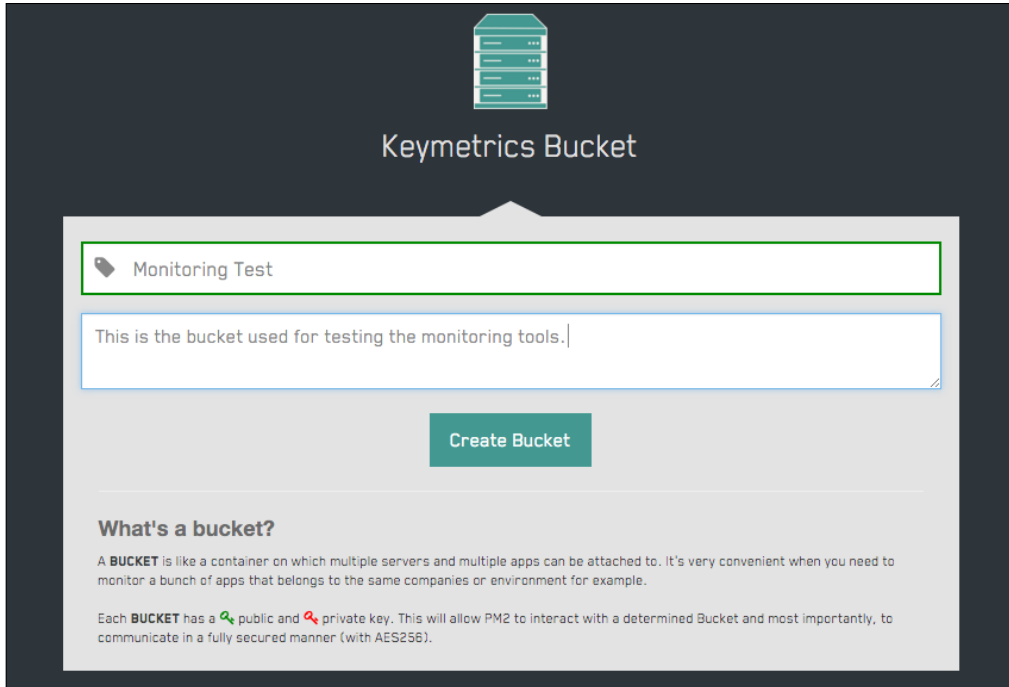 Keymetrics Bucket
Monitoring Test
This is the bucket used for testing the monitoring tools.
Create Bucket
What's a bucket?
A BUCKET is like a container on which multiple servers and multiple apps can be attached to. It's very convenient when you need to
monitor a bunch of apps that belongs to the same companies or environment for example.
Each BUCKET has a public and private key. This will allow PM2 to interact with a determined Bucket and most importantly, to
communicate in a fully secured manner (with AES256).